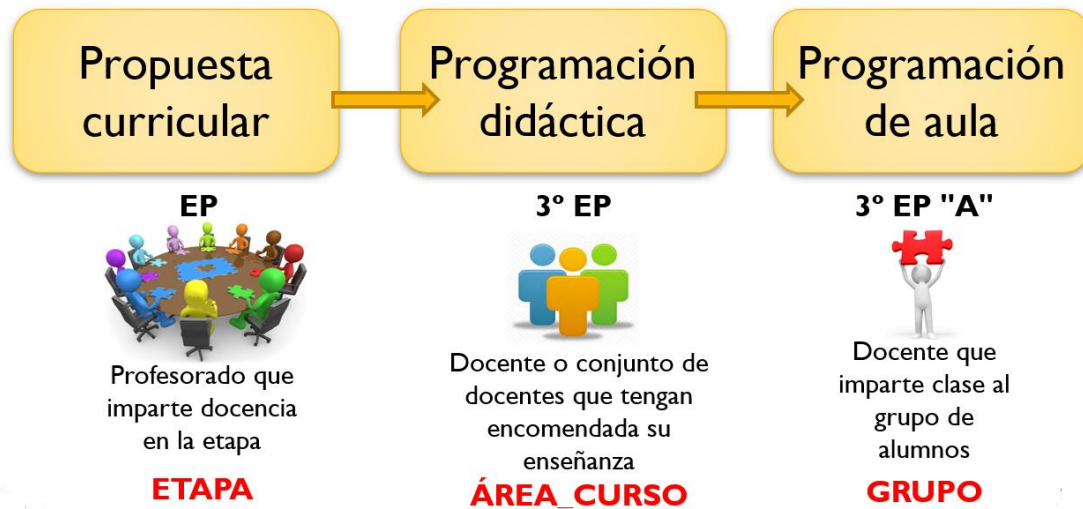 Propuesta
curricular
Programación
didáctica
Programación
de aula
EP
3º EP
3º EP "A"
Profesorado que
imparte docencia
en la etapa
Docente o conjunto de
docentes que tengan
encomendada su
enseñanza
Docente que
imparte clase al
grupo de
alumnos
ETAPA
ÁREA_CURSO
GRUPO